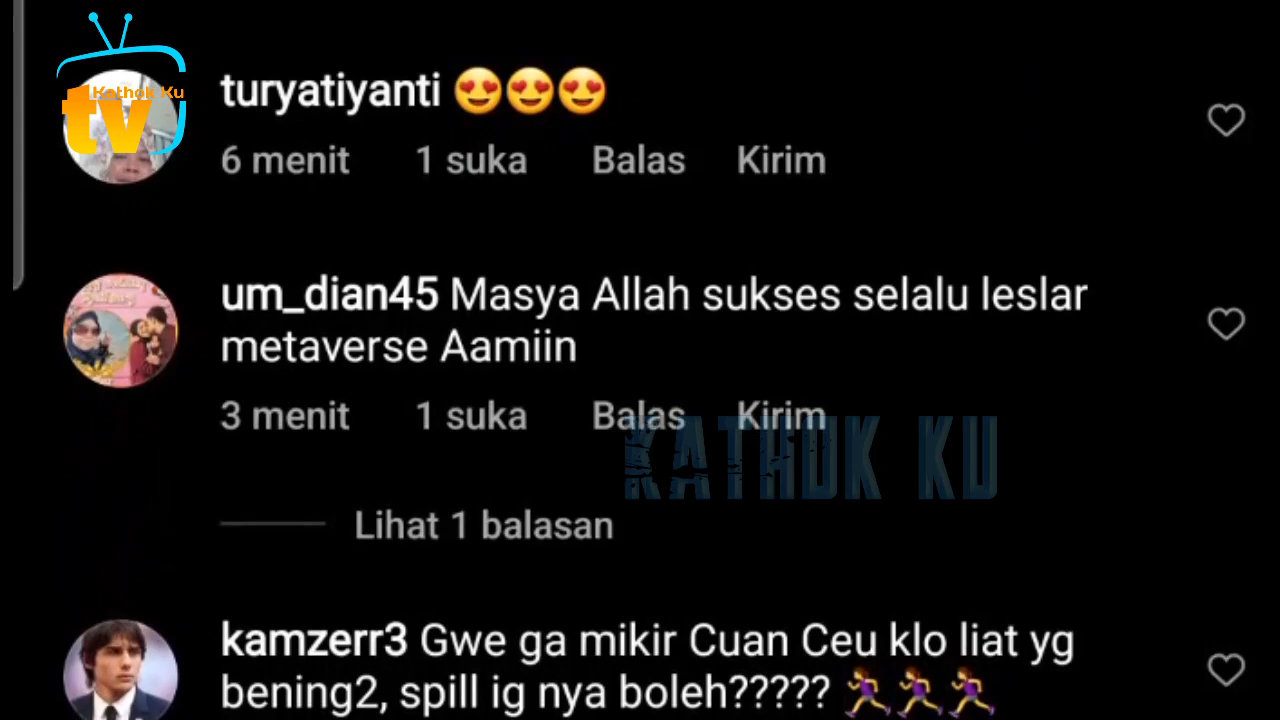 Kathok Ku
tv
turyatiyanti 😍😍😍
6 menit 1 suka Balas Kirim
um_dian45 Masya Allah sukses selalu leslar
metaverse Aamiin
3 menit 1 suka Balas Kirim
KATHOK KU
Lihat 1 balasan
kamzerr3 Gwe ga mikir Cuan Ceu klo liat yg
bening2, spill ig nya boleh????? 🏃‍♀️🏃‍♀️🏃‍♀️